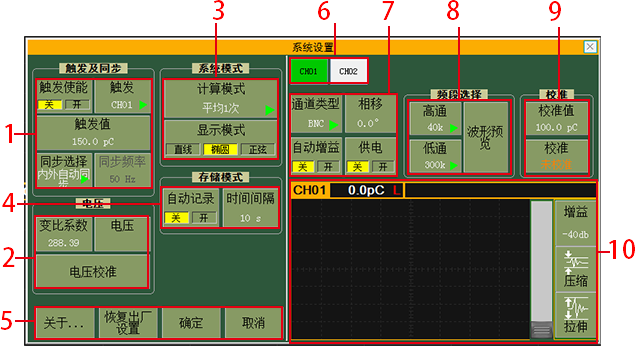 3
6
7
8
9
系统设置
触发及同步
触发使能
关 开
触发
CH01
触发值
150.0 pC
同步选择
内外自动同步
同步频率
50 Hz
1
系统模式
计算模式
平均1次
显示模式
直线 椭圆 正弦
存储模式
自动记录
关 开
时间间隔
10 s
4
电压
变比系数
288.39
电压
电压校准
2
5
关于...
恢复出厂设置
确定
取消
CH01
CH02
通道类型
BNC
相移
0.0°
自动增益
关 开
供电
关 开
频段选择
高通
40k
低通
300k
波形预览
校准
校准值
100.0 pC
校准
未校准
CH01 0.0pC L
增益
-40db
压缩
拉伸
10